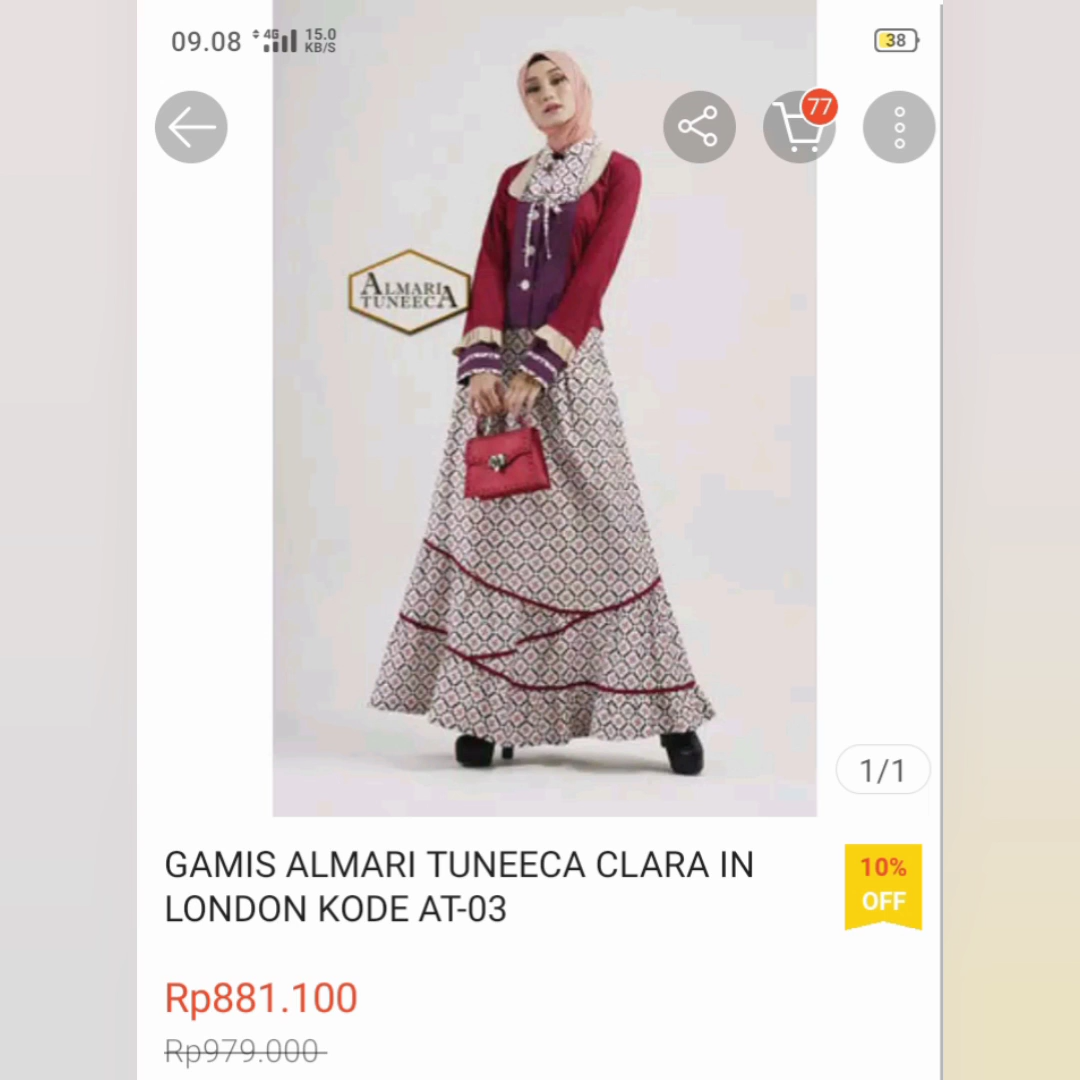 09.08 4G 15.0
KB/S
38
77
ALMARI
TUNEECA
1/1
GAMIS ALMARI TUNEECA CLARA IN
LONDON KODE AT-03
10%
OFF
Rp881.100
Rp979.000